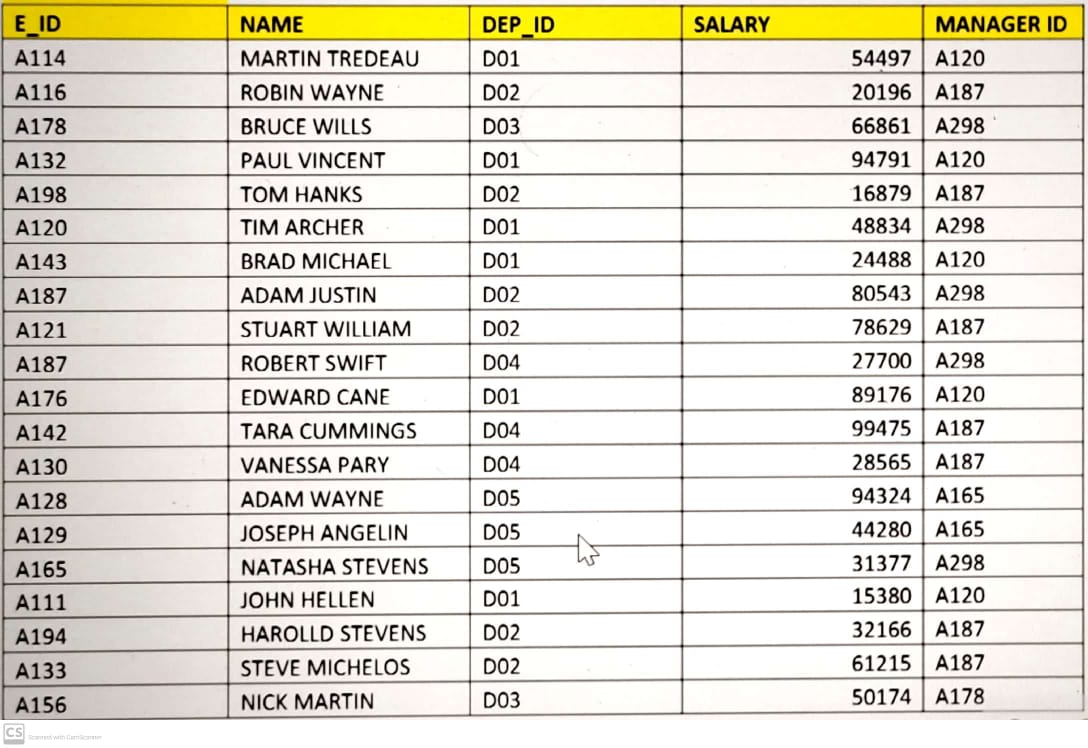 E_ID NAME DEP_ID SALARY MANAGER ID
A114 MARTIN TREDEAU D01 54497 A120
A116 ROBIN WAYNE D02 20196 A187
A178 BRUCE WILLS D03 66861 A298
A132 PAUL VINCENT D01 94791 A120
A198 TOM HANKS D02 16879 A187
A120 TIM ARCHER D01 48834 A298
A143 BRAD MICHAEL D01 24488 A120
A187 ADAM JUSTIN D02 80543 A298
A121 STUART WILLIAM D02 78629 A187
A187 ROBERT SWIFT D04 27700 A298
A176 EDWARD CANE D01 89176 A120
A142 TARA CUMMINGS D04 99475 A187
A130 VANESSA PARY D04 28565 A187
A128 ADAM WAYNE D05 94324 A165
A129 JOSEPH ANGELIN D05 44280 A165
A165 NATASHA STEVENS D05 31377 A298
A111 JOHN HELLEN D01 15380 A120
A194 HAROLLD STEVENS D02 32166 A187
A133 STEVE MICHELOS D02 61215 A187
A156 NICK MARTIN D03 50174 A178
CS Scanned with CamScanner